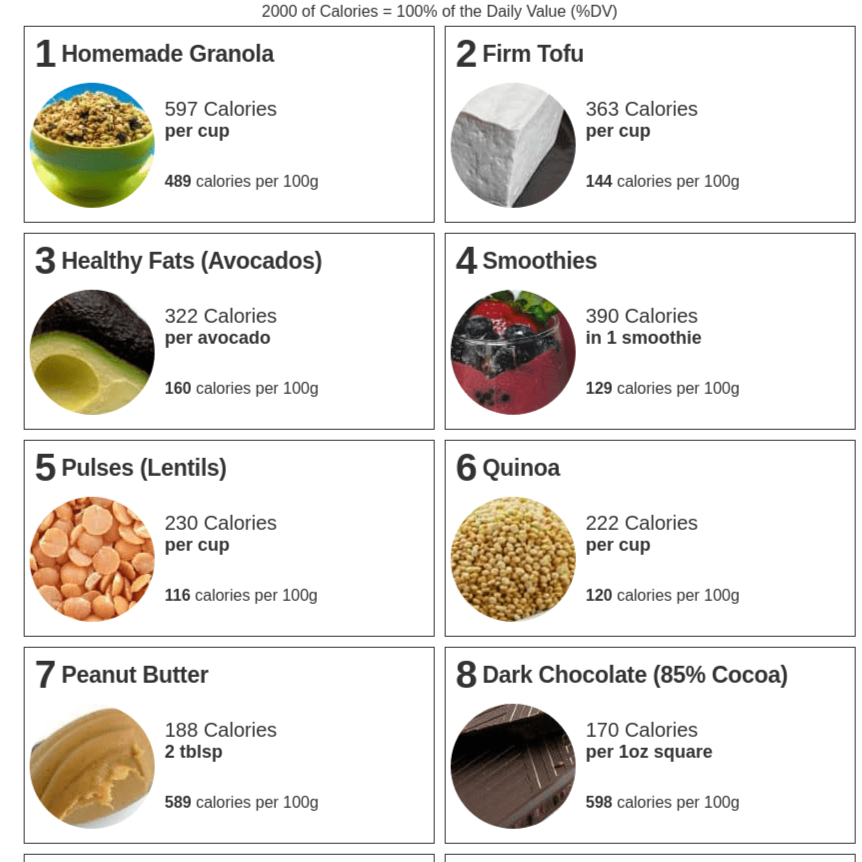 2000 of Calories = 100% of the Daily Value (%DV)
1 Homemade Granola
597 Calories
per cup
489 calories per 100g
2 Firm Tofu
363 Calories
per cup
144 calories per 100g
3 Healthy Fats (Avocados)
322 Calories
per avocado
160 calories per 100g
4 Smoothies
390 Calories
in 1 smoothie
129 calories per 100g
5 Pulses (Lentils)
230 Calories
per cup
116 calories per 100g
6 Quinoa
222 Calories
per cup
120 calories per 100g
7 Peanut Butter
188 Calories
2 tblsp
589 calories per 100g
8 Dark Chocolate (85% Cocoa)
170 Calories
per 1oz square
598 calories per 100g